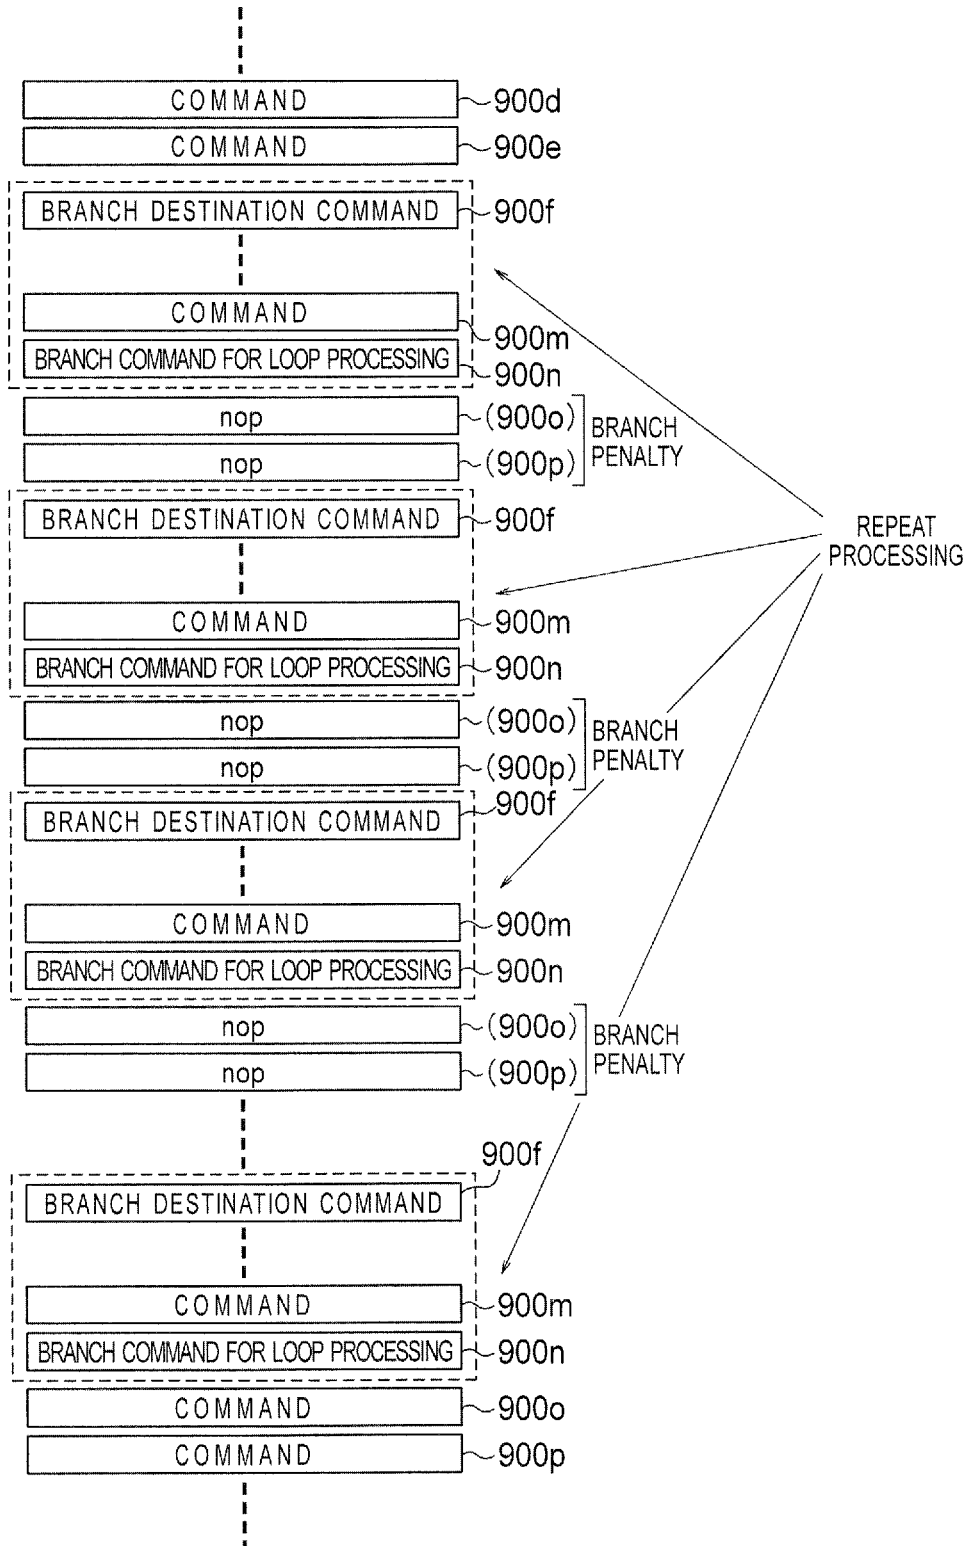 COMMAND 900d
COMMAND 900e
BRANCH DESTINATION COMMAND 900f
COMMAND 900m
BRANCH COMMAND FOR LOOP PROCESSING 900n
nop (900o) BRANCH
nop (900p) PENALTY
BRANCH DESTINATION COMMAND 900f
REPEAT
PROCESSING
COMMAND 900m
BRANCH COMMAND FOR LOOP PROCESSING 900n
nop (900o) BRANCH
nop (900p) PENALTY
BRANCH DESTINATION COMMAND 900f
COMMAND 900m
BRANCH COMMAND FOR LOOP PROCESSING 900n
nop (900o) BRANCH
nop (900p) PENALTY
BRANCH DESTINATION COMMAND 900f
COMMAND 900m
BRANCH COMMAND FOR LOOP PROCESSING 900n
COMMAND 900o
COMMAND 900p